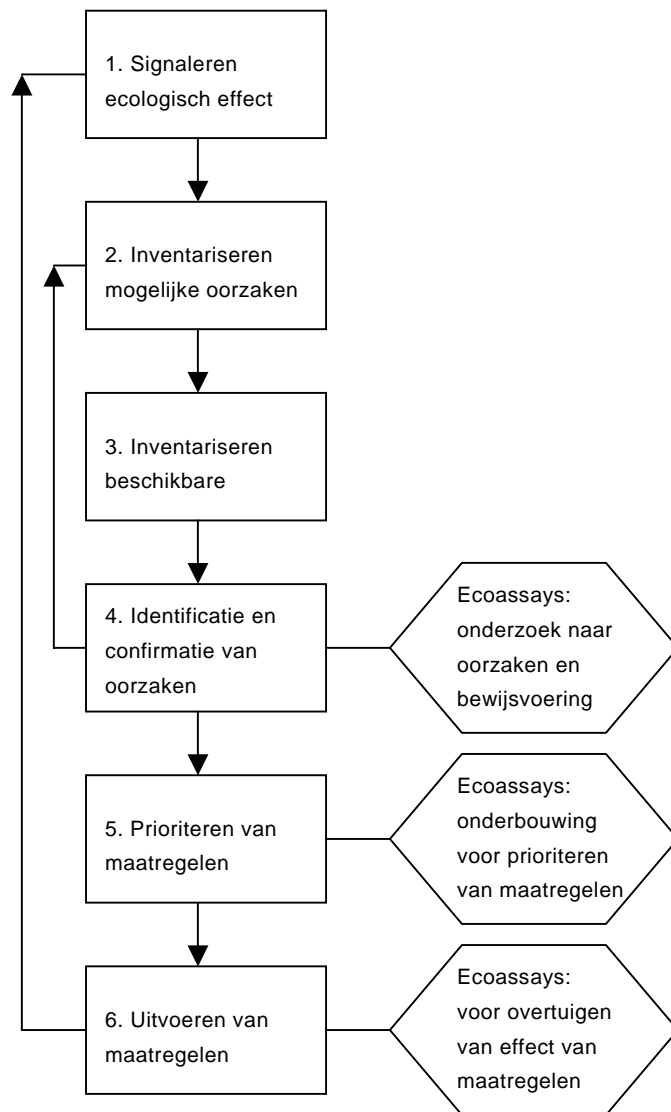 1. Signaleren
ecologisch effect
2. Inventariseren
mogelijke oorzaken
3. Inventariseren
beschikbare
4. Identificatie en
confirmatie van
oorzaken
Ecoassays:
onderzoek naar
oorzaken en
bewijsvoering
5. Prioriteren van
maatregelen
Ecoassays:
onderbouwing
voor prioriteren
van maatregelen
6. Uitvoeren van
maatregelen
Ecoassays:
voor overtuigen
van effect van
maatregelen